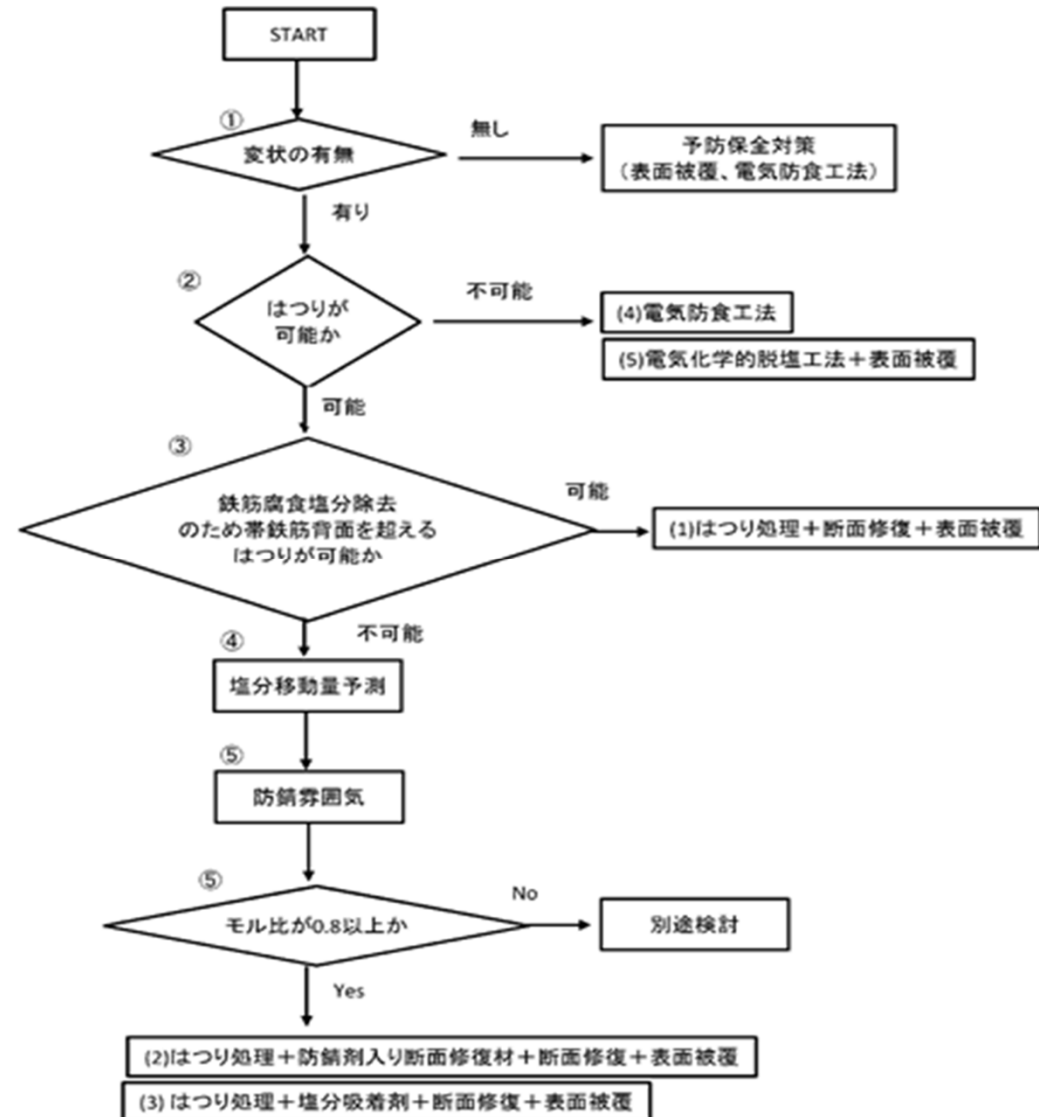 START
①
変状の有無
無し
予防保全対策
（表面被覆、電気防食工法）
有り
②
はつりが
可能か
不可能
(4)電気防食工法
(5)電気化学的脱塩工法＋表面被覆
可能
③
鉄筋腐食塩分除去
のため帯鉄筋背面を超える
はつりが可能か
可能
(1)はつり処理＋断面修復＋表面被覆
不可能
④
塩分移動量予測
⑤
防錆雰囲気
⑤
モル比が0.8以上か
No
別途検討
Yes
(2)はつり処理＋防錆剤入り断面修復材＋断面修復＋表面被覆
(3) はつり処理＋塩分吸着剤＋断面修復＋表面被覆